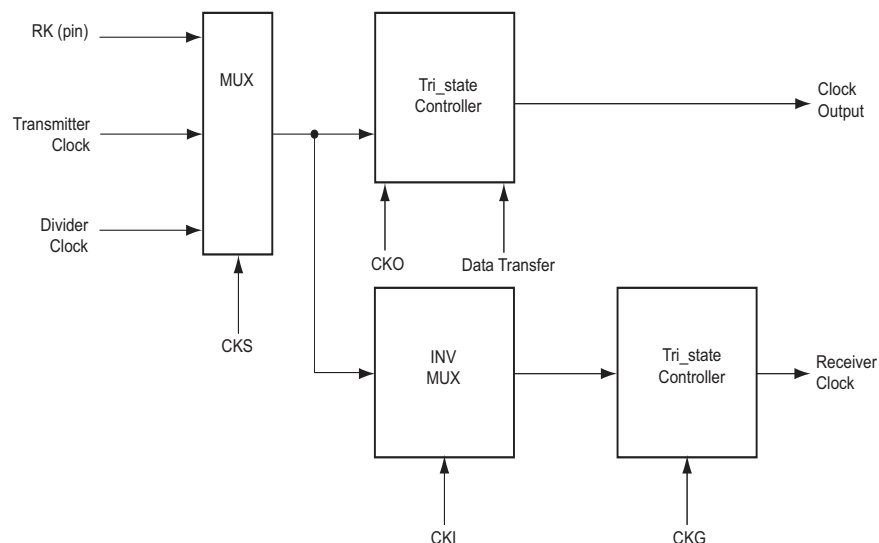 RK (pin)
MUX
Tri_state
Controller
Clock
Output
Transmitter
Clock
Divider
Clock
CKO
Data Transfer
CKS
INV
MUX
Tri_state
Controller
Receiver
Clock
CKI
CKG